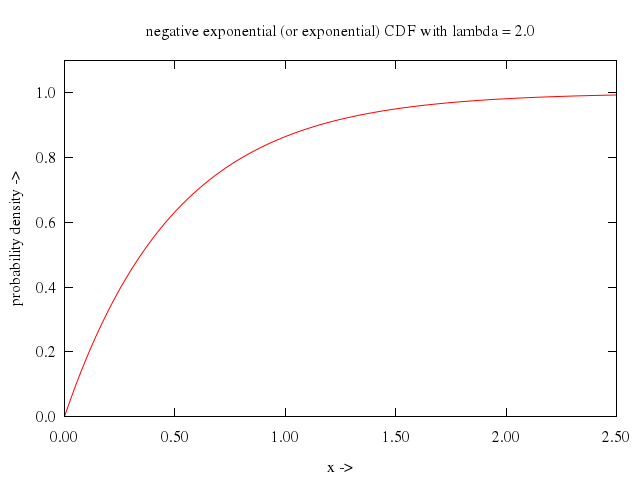 negative exponential (or exponential) CDF with lambda = 2.0
probability density ->
1.0
0.8
0.6
0.4
0.2
0.0
0.00 0.50 1.00 1.50 2.00 2.50
x ->